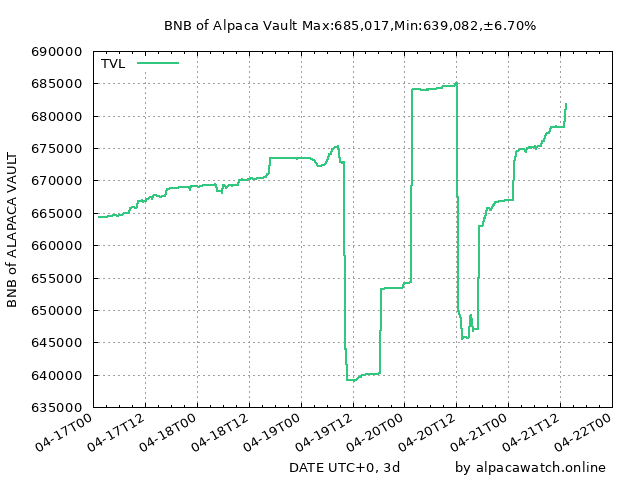 BNB of Alpaca Vault Max:685,017,Min:639,082,±6.70%
TVL
690000
685000
680000
675000
670000
665000
660000
655000
650000
645000
640000
635000
BNB of ALAPACA VAULT
04-17T00
04-17T12
04-18T00
04-18T12
04-19T00
04-19T12
04-20T00
04-20T12
04-21T00
04-21T12
04-22T00
DATE UTC+0, 3d
by alpacawatch.online